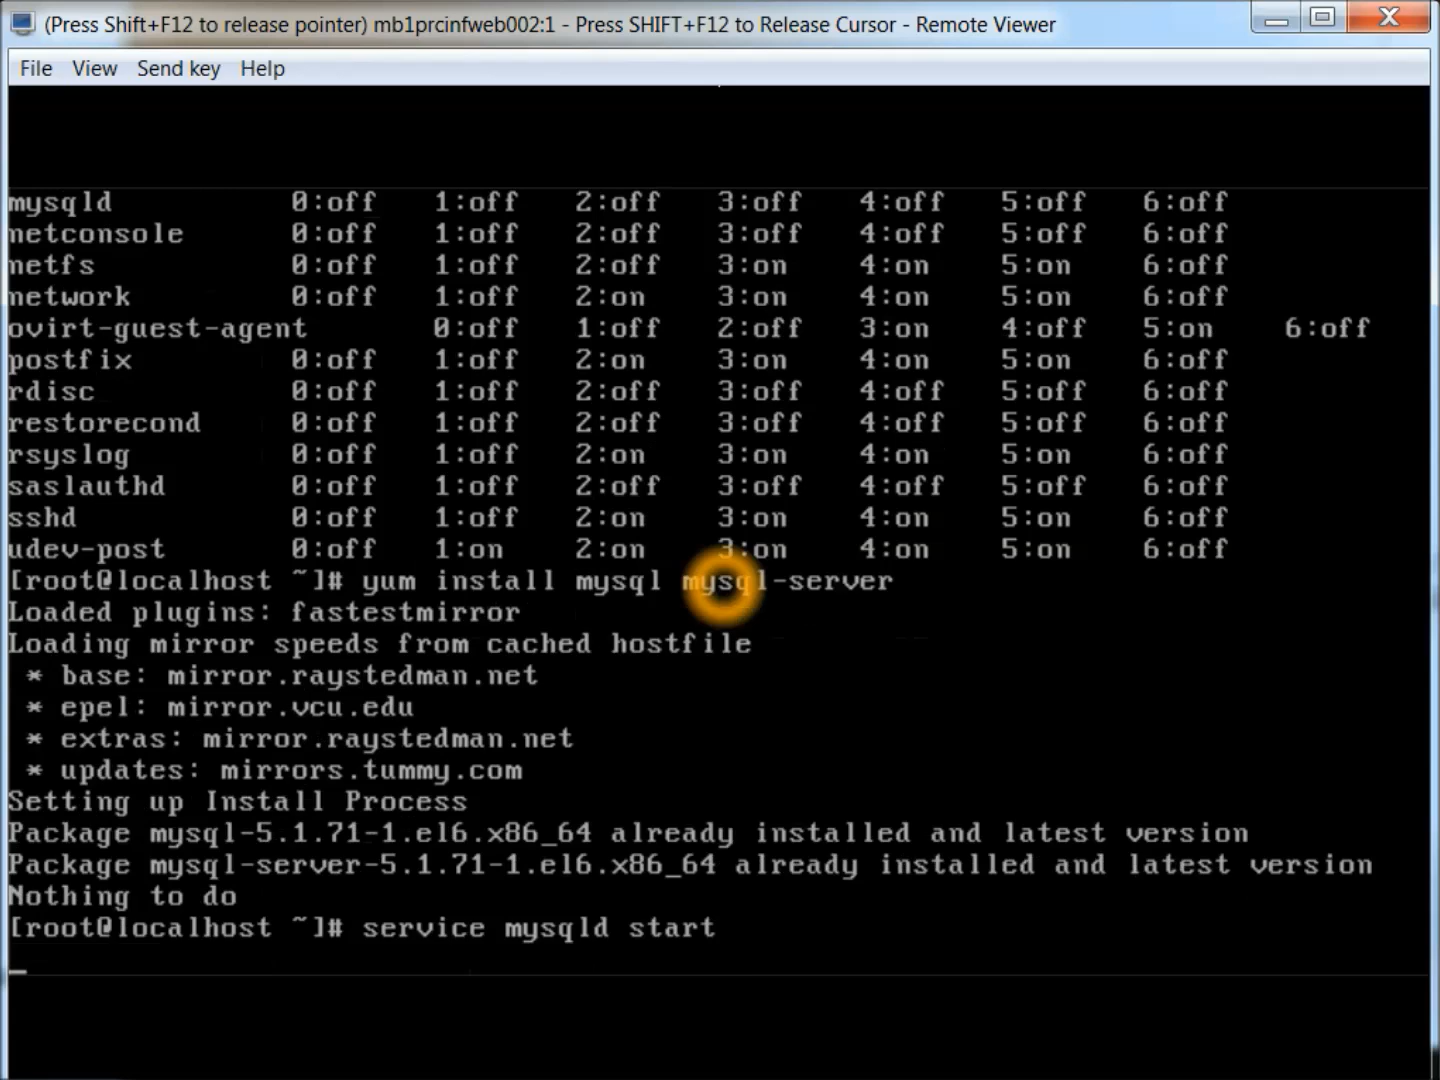 (Press Shift+F12 to release pointer) mb1prcinfweb002:1 - Press SHIFT+F12 to Release Cursor - Remote Viewer
File View Send key Help
mysqld 0:off 1:off 2:off 3:off 4:off 5:off 6:off
netconsole 0:off 1:off 2:off 3:off 4:off 5:off 6:off
netfs 0:off 1:off 2:off 3:on 4:on 5:on 6:off
network 0:off 1:off 2:on 3:on 4:on 5:on 6:off
ovirt-guest-agent 0:off 1:off 2:off 3:on 4:off 5:on 6:off
postfix 0:off 1:off 2:on 3:on 4:on 5:on 6:off
rdisc 0:off 1:off 2:off 3:off 4:off 5:off 6:off
restorecond 0:off 1:off 2:off 3:off 4:off 5:off 6:off
rsyslog 0:off 1:off 2:on 3:on 4:on 5:on 6:off
saslauthd 0:off 1:off 2:off 3:off 4:off 5:off 6:off
sshd 0:off 1:off 2:on 3:on 4:on 5:on 6:off
udev-post 0:off 1:on 2:on 3:on 4:on 5:on 6:off
[root@localhost ~]# yum install mysql mysql-server
Loaded plugins: fastestmirror
Loading mirror speeds from cached hostfile
* base: mirror.raystedman.net
* epel: mirror.vcu.edu
* extras: mirror.raystedman.net
* updates: mirrors.tummy.com
Setting up Install Process
Package mysql-5.1.71-1.el6.x86_64 already installed and latest version
Package mysql-server-5.1.71-1.el6.x86_64 already installed and latest version
Nothing to do
[root@localhost ~]# service mysqld start